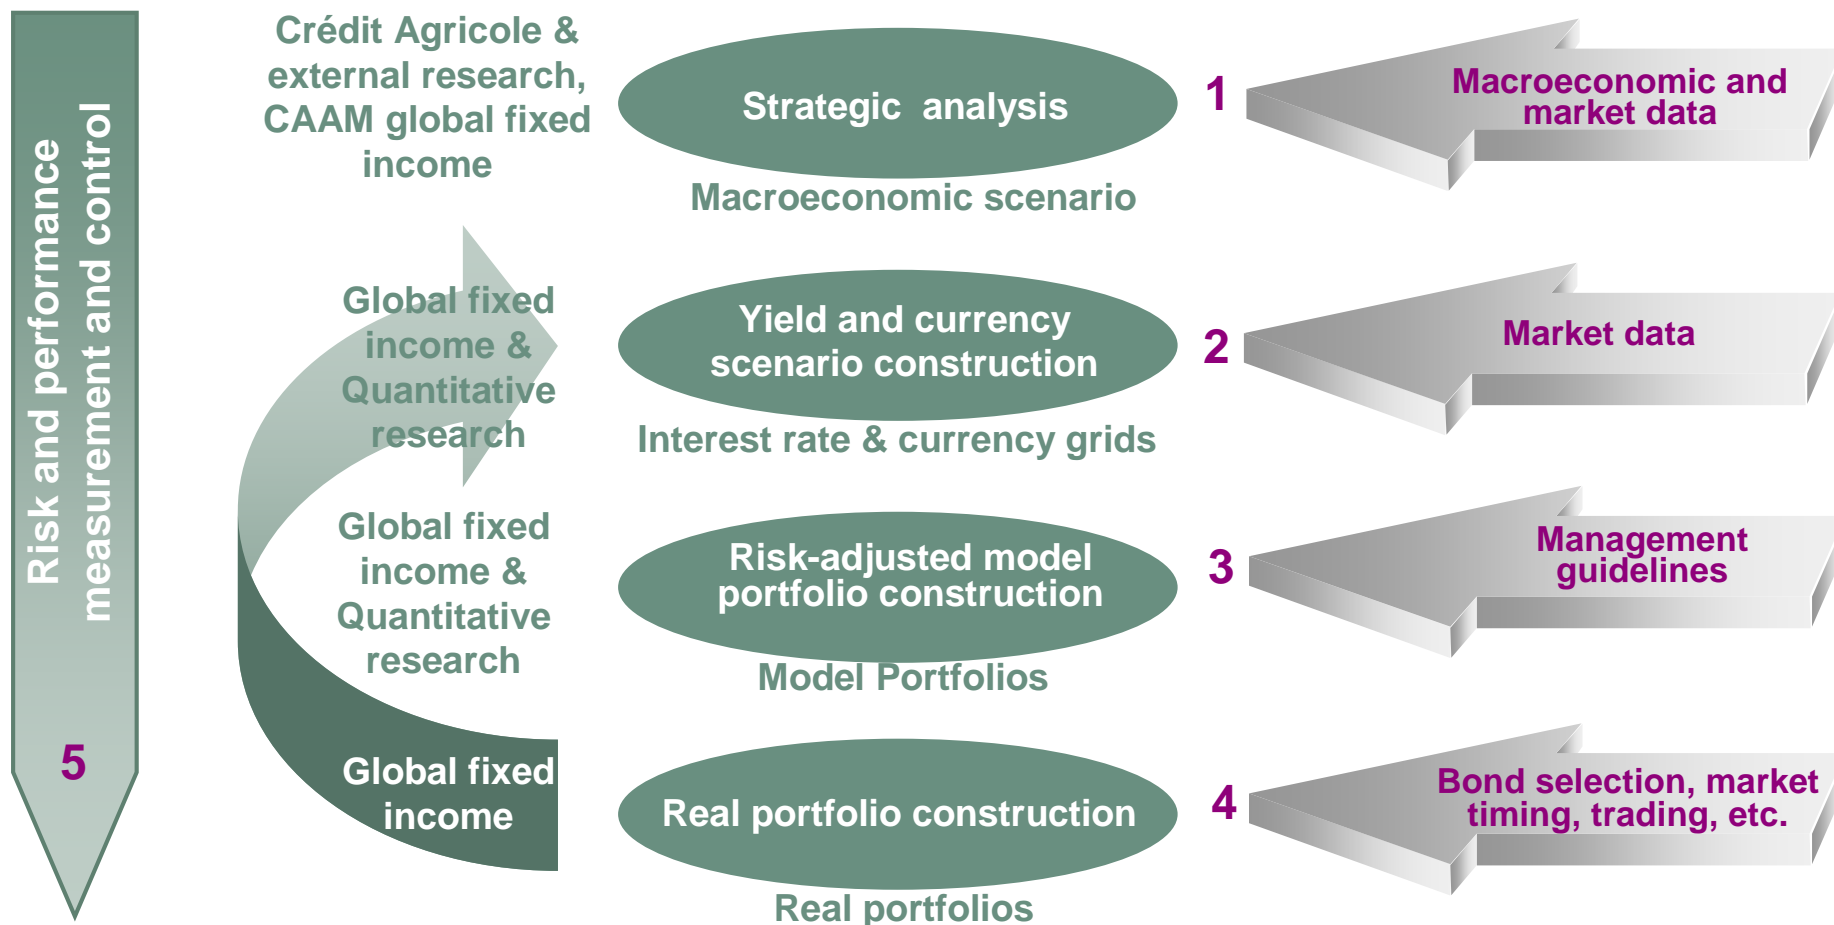 Risk and performance
measurement and control
5
Crédit Agricole &
external research,
CAAM global fixed
income
Strategic analysis
Macroeconomic scenario
1
Macroeconomic and
market data
Global fixed
income &
Quantitative
research
Yield and currency
scenario construction
Interest rate & currency grids
2
Market data
Global fixed
income &
Quantitative
research
Risk-adjusted model
portfolio construction
Model Portfolios
3
Management
guidelines
Global fixed
income
Real portfolio construction
Real portfolios
4
Bond selection, market
timing, trading, etc.